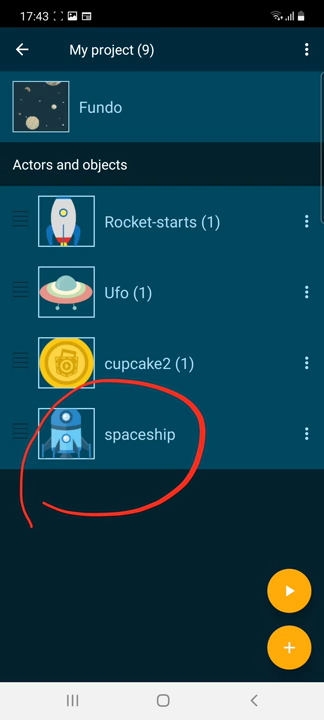 17:43
My project (9)
Fundo
Actors and objects
Rocket-starts (1)
Ufo (1)
cupcake2 (1)
spaceship